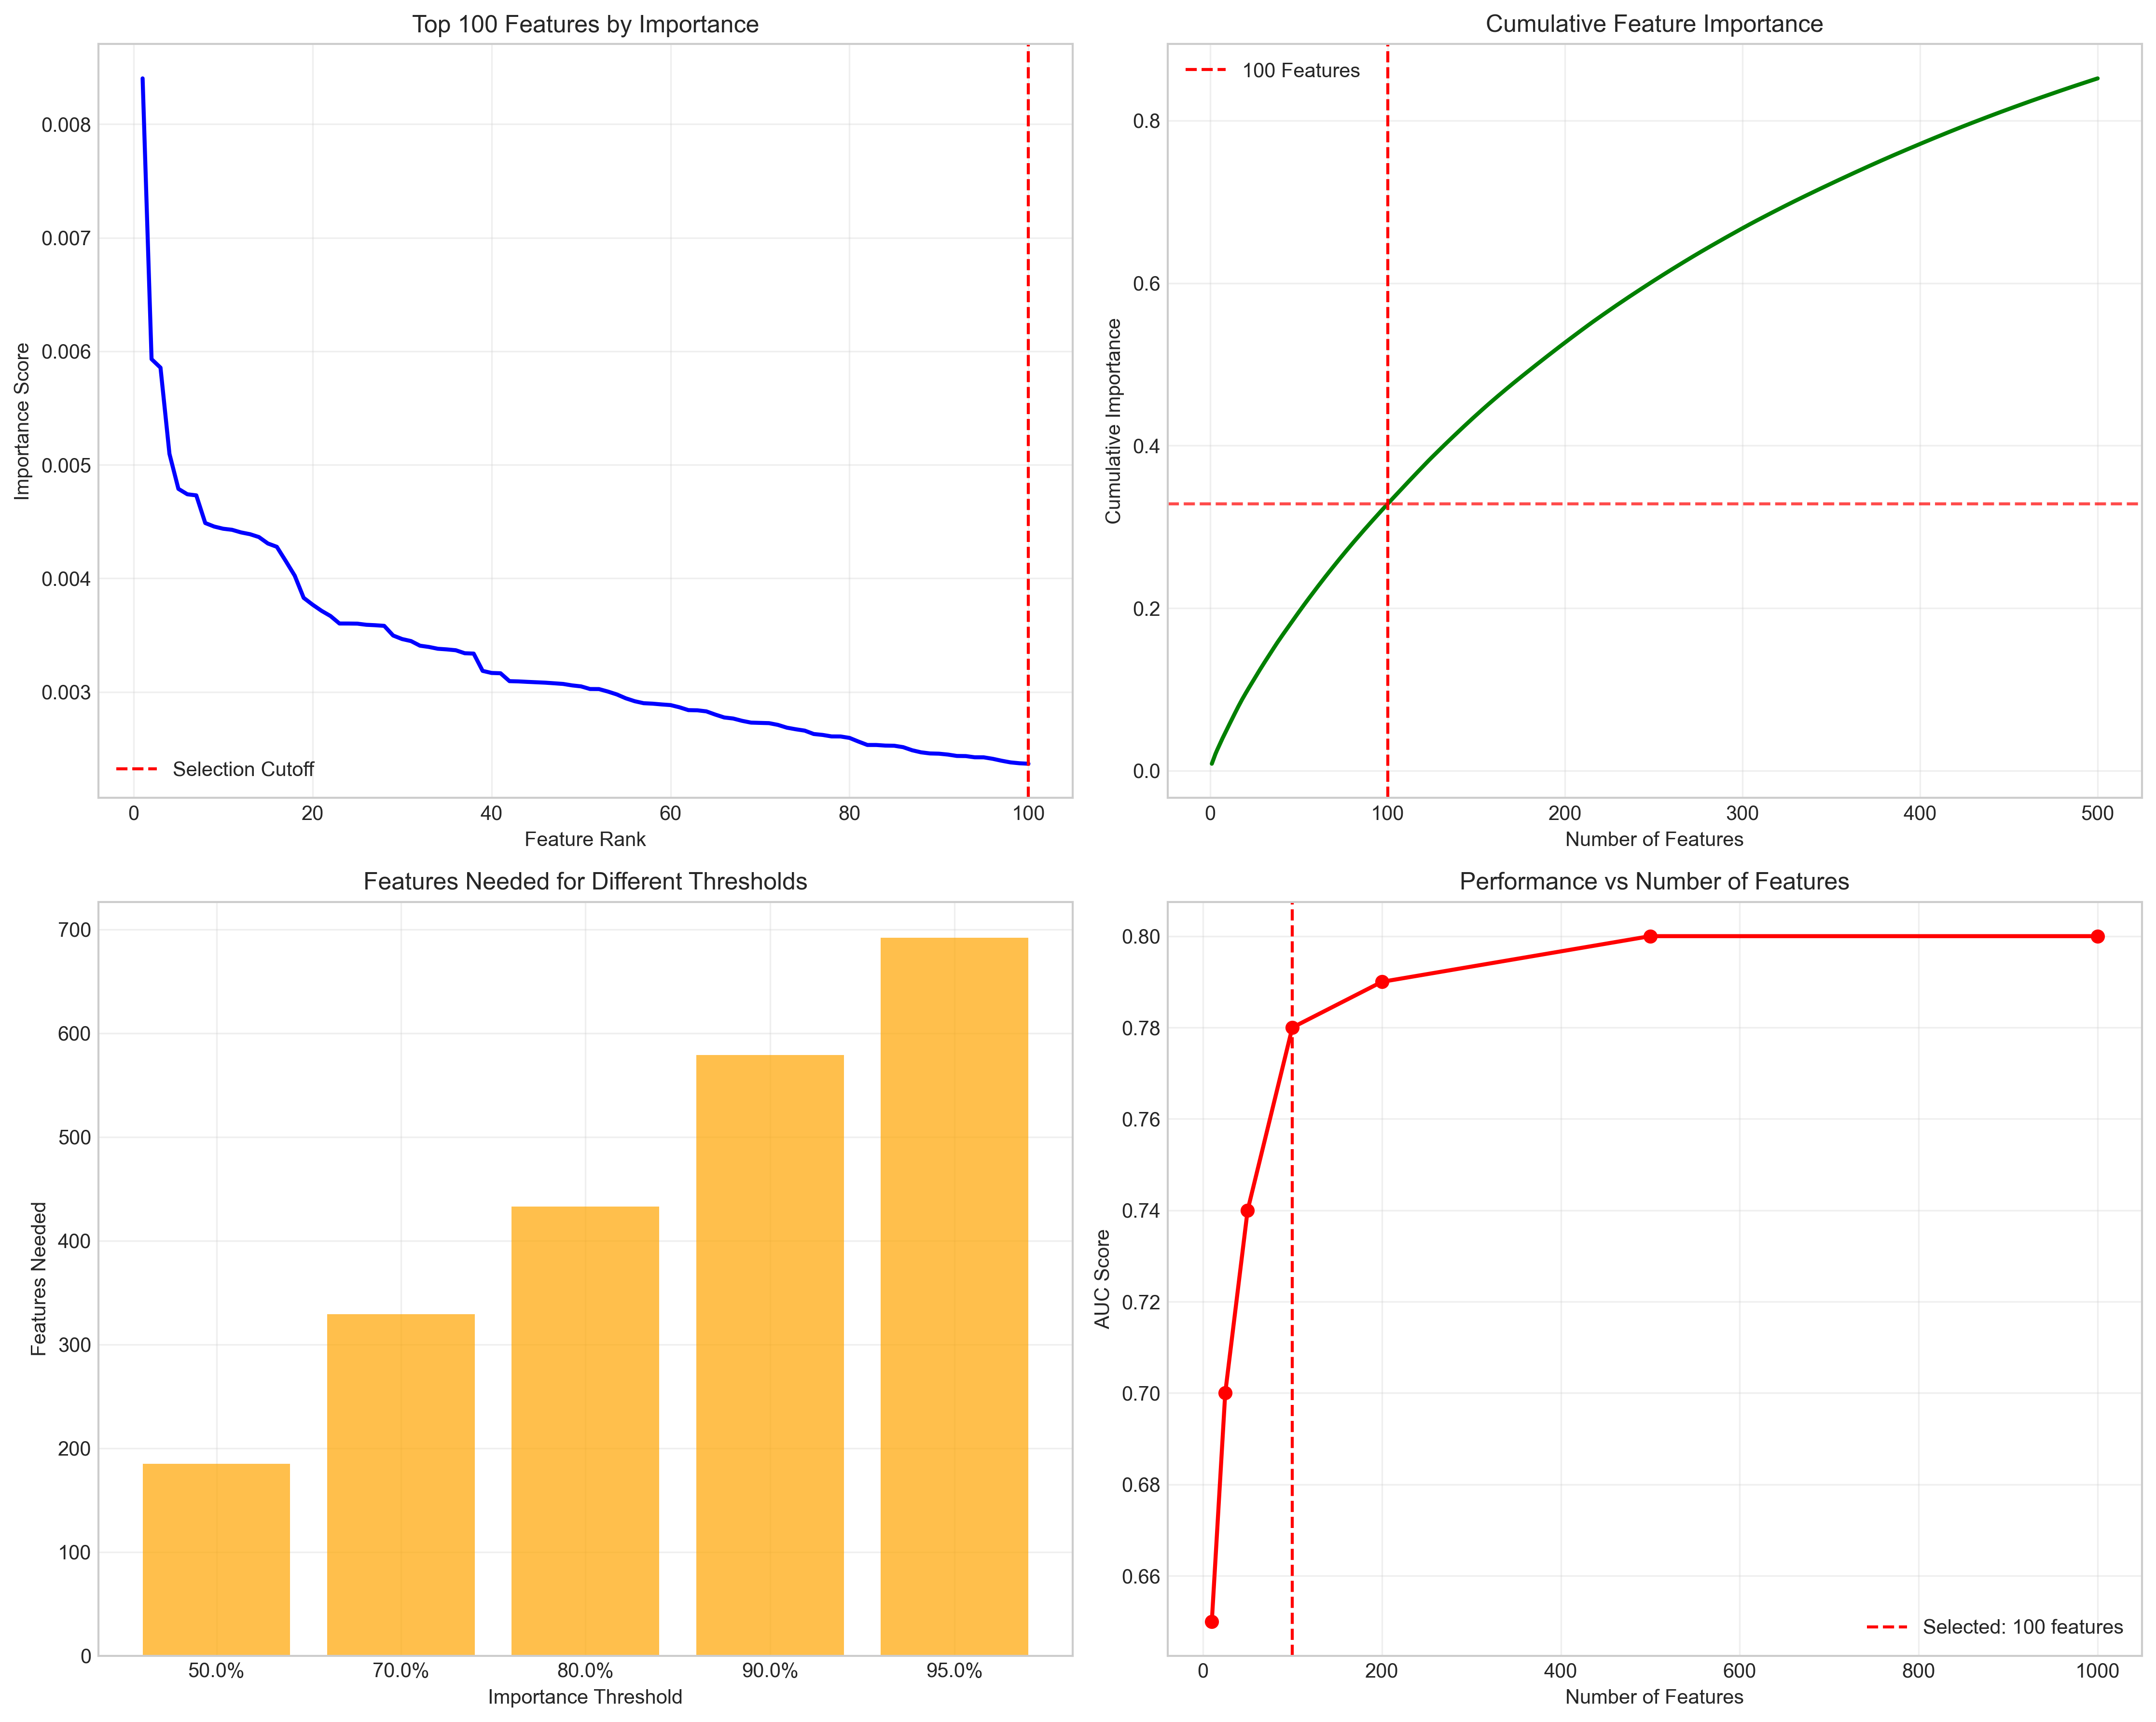 Top 100 Features by Importance
0.008
0.007
0.006
0.005
0.004
0.003
Importance Score
Selection Cutoff
0 20 40 60 80 100
Feature Rank
Cumulative Feature Importance
100 Features
0.8
0.6
0.4
0.2
0.0
Cumulative Importance
0 100 200 300 400 500
Number of Features
Features Needed for Different Thresholds
700
600
500
400
300
200
100
0
Features Needed
50.0% 70.0% 80.0% 90.0% 95.0%
Importance Threshold
Performance vs Number of Features
0.80
0.78
0.76
0.74
0.72
0.70
0.68
0.66
AUC Score
Selected: 100 features
0 200 400 600 800 1000
Number of Features